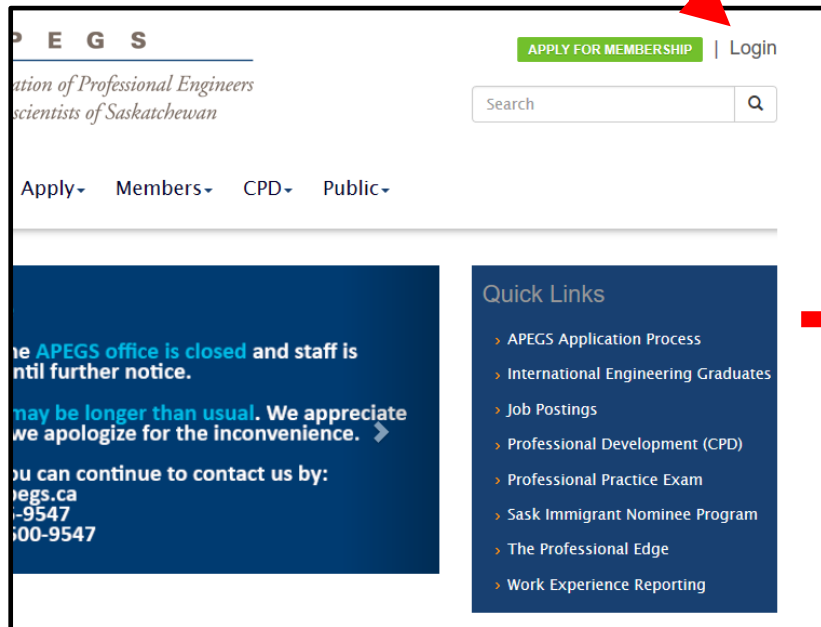 P E G S
APPLY FOR MEMBERSHIP | Login
ation of Professional Engineers
scientists of Saskatchewan
Search
Apply Members CPD Public
Quick Links
APEGS Application Process
International Engineering Graduates
Job Postings
Professional Development (CPD)
Professional Practice Exam
Sask Immigrant Nominee Program
The Professional Edge
Work Experience Reporting
he APEGS office is closed and staff is
ntil further notice.
may be longer than usual. We appreciate
we apologize for the inconvenience.
ou can continue to contact us by:
pegs.ca
-9547
500-9547